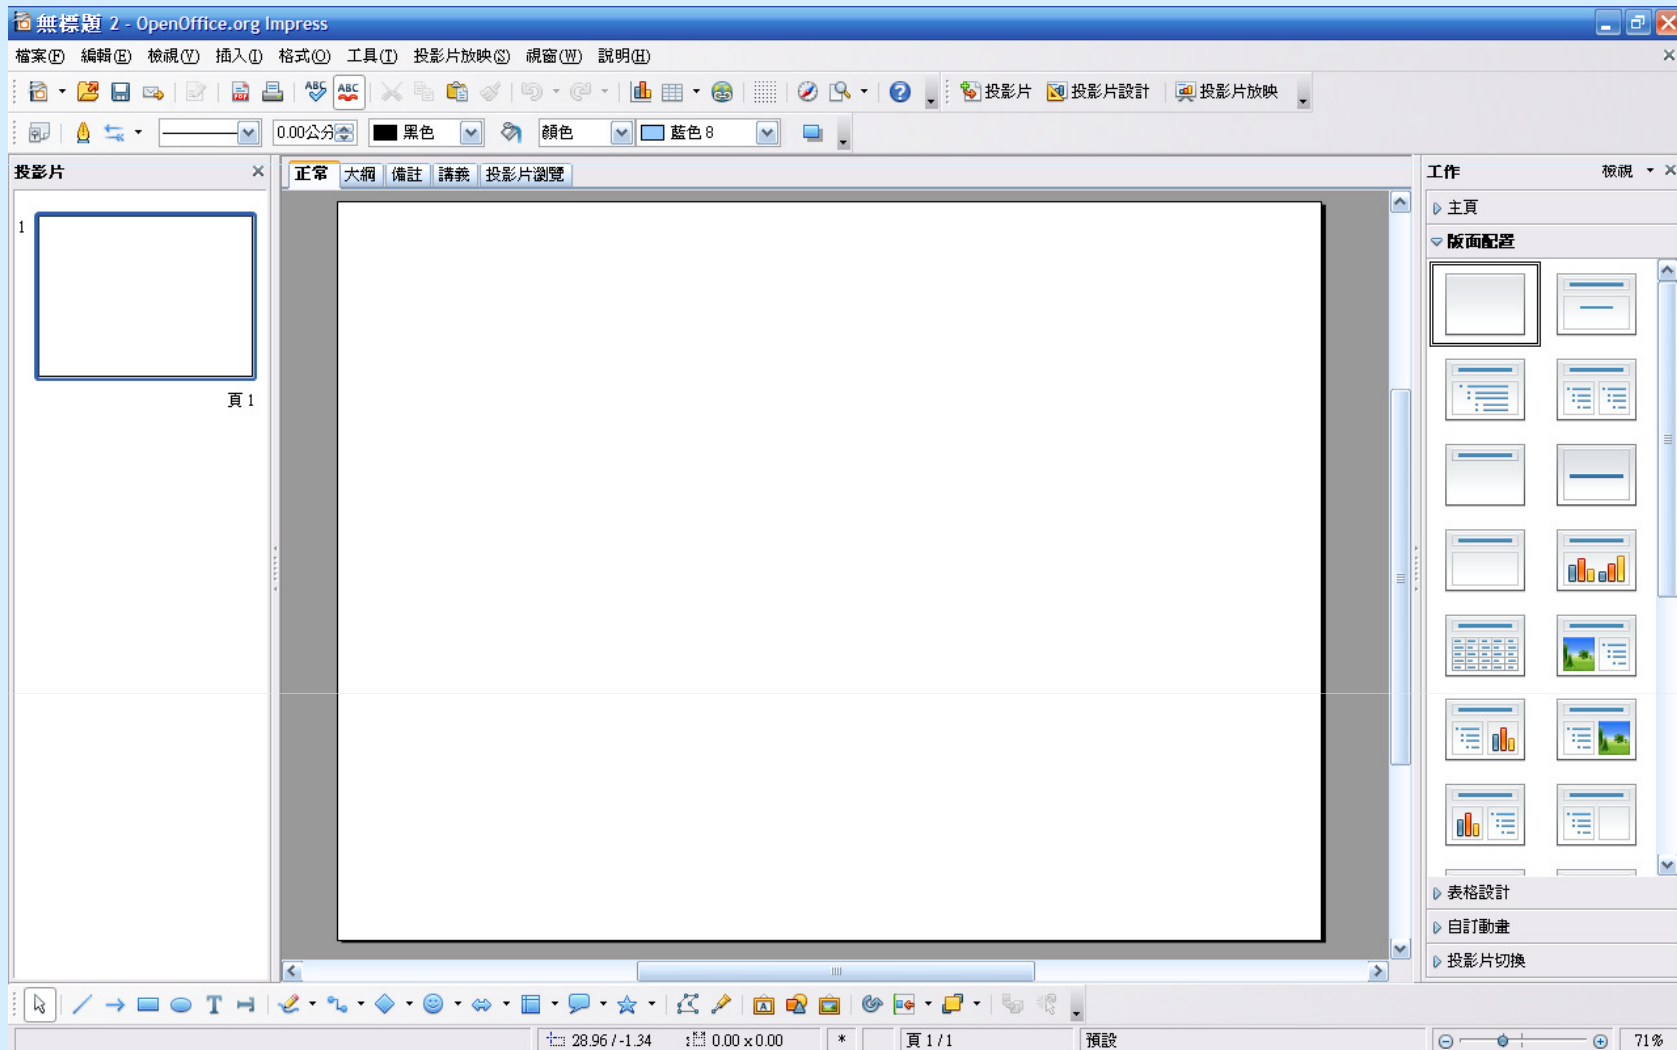 無標題 2 - OpenOffice.org Impress
檔案(F) 編輯(E) 檢視(V) 插入(I) 格式(O) 工具(T) 投影片放映(S) 視窗(W) 說明(H)
投影片 投影片設計 投影片放映
0.00公分 黑色 顏色 藍色 8
投影片
正常 大綱 備註 講義 投影片瀏覽
工作 檢視
主頁
版面配置
1
頁 1
表格設計
自訂動畫
投影片切換
28.96 / -1.34 0.00 x 0.00 * 頁 1 / 1 預設 71%